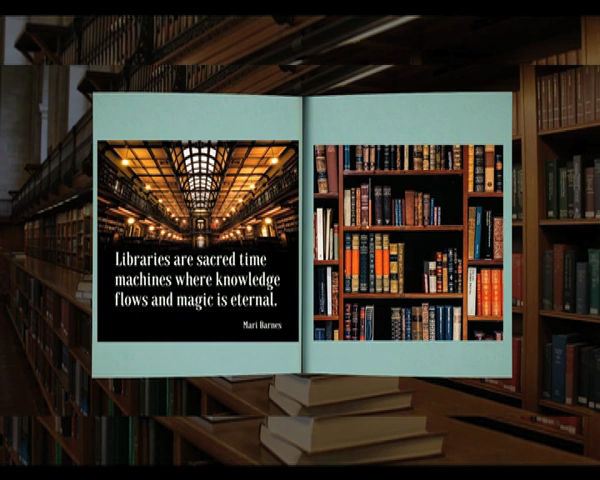 Libraries are sacred time
machines where knowledge
flows and magic is eternal.
Mari Barnes